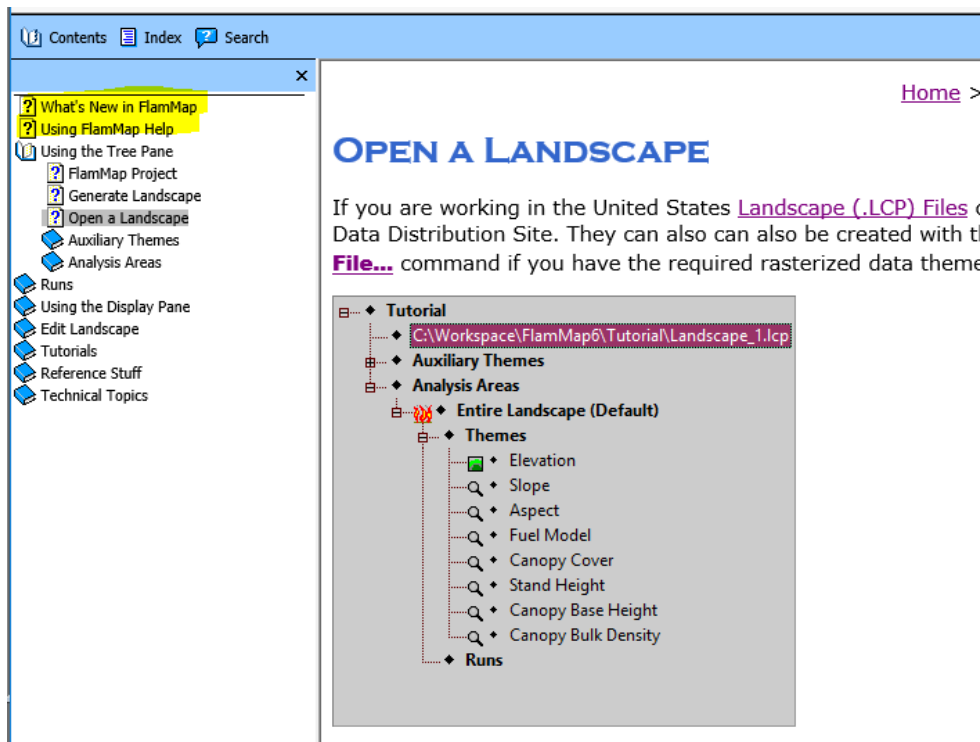 Contents Index Search
What's New in FlamMap
Using FlamMap Help
Using the Tree Pane
FlamMap Project
Generate Landscape
Open a Landscape
Auxiliary Themes
Analysis Areas
Runs
Using the Display Pane
Edit Landscape
Tutorials
Reference Stuff
Technical Topics
Home >
OPEN A LANDSCAPE
If you are working in the United States Landscape (.LCP) Files
Data Distribution Site. They can also can also be created with
File... command if you have the required rasterized data theme
Tutorial
C:\Workspace\FlamMap6\Tutorial\Landscape_1.lcp
Auxiliary Themes
Analysis Areas
Entire Landscape (Default)
Themes
Elevation
Slope
Aspect
Fuel Model
Canopy Cover
Stand Height
Canopy Base Height
Canopy Bulk Density
Runs